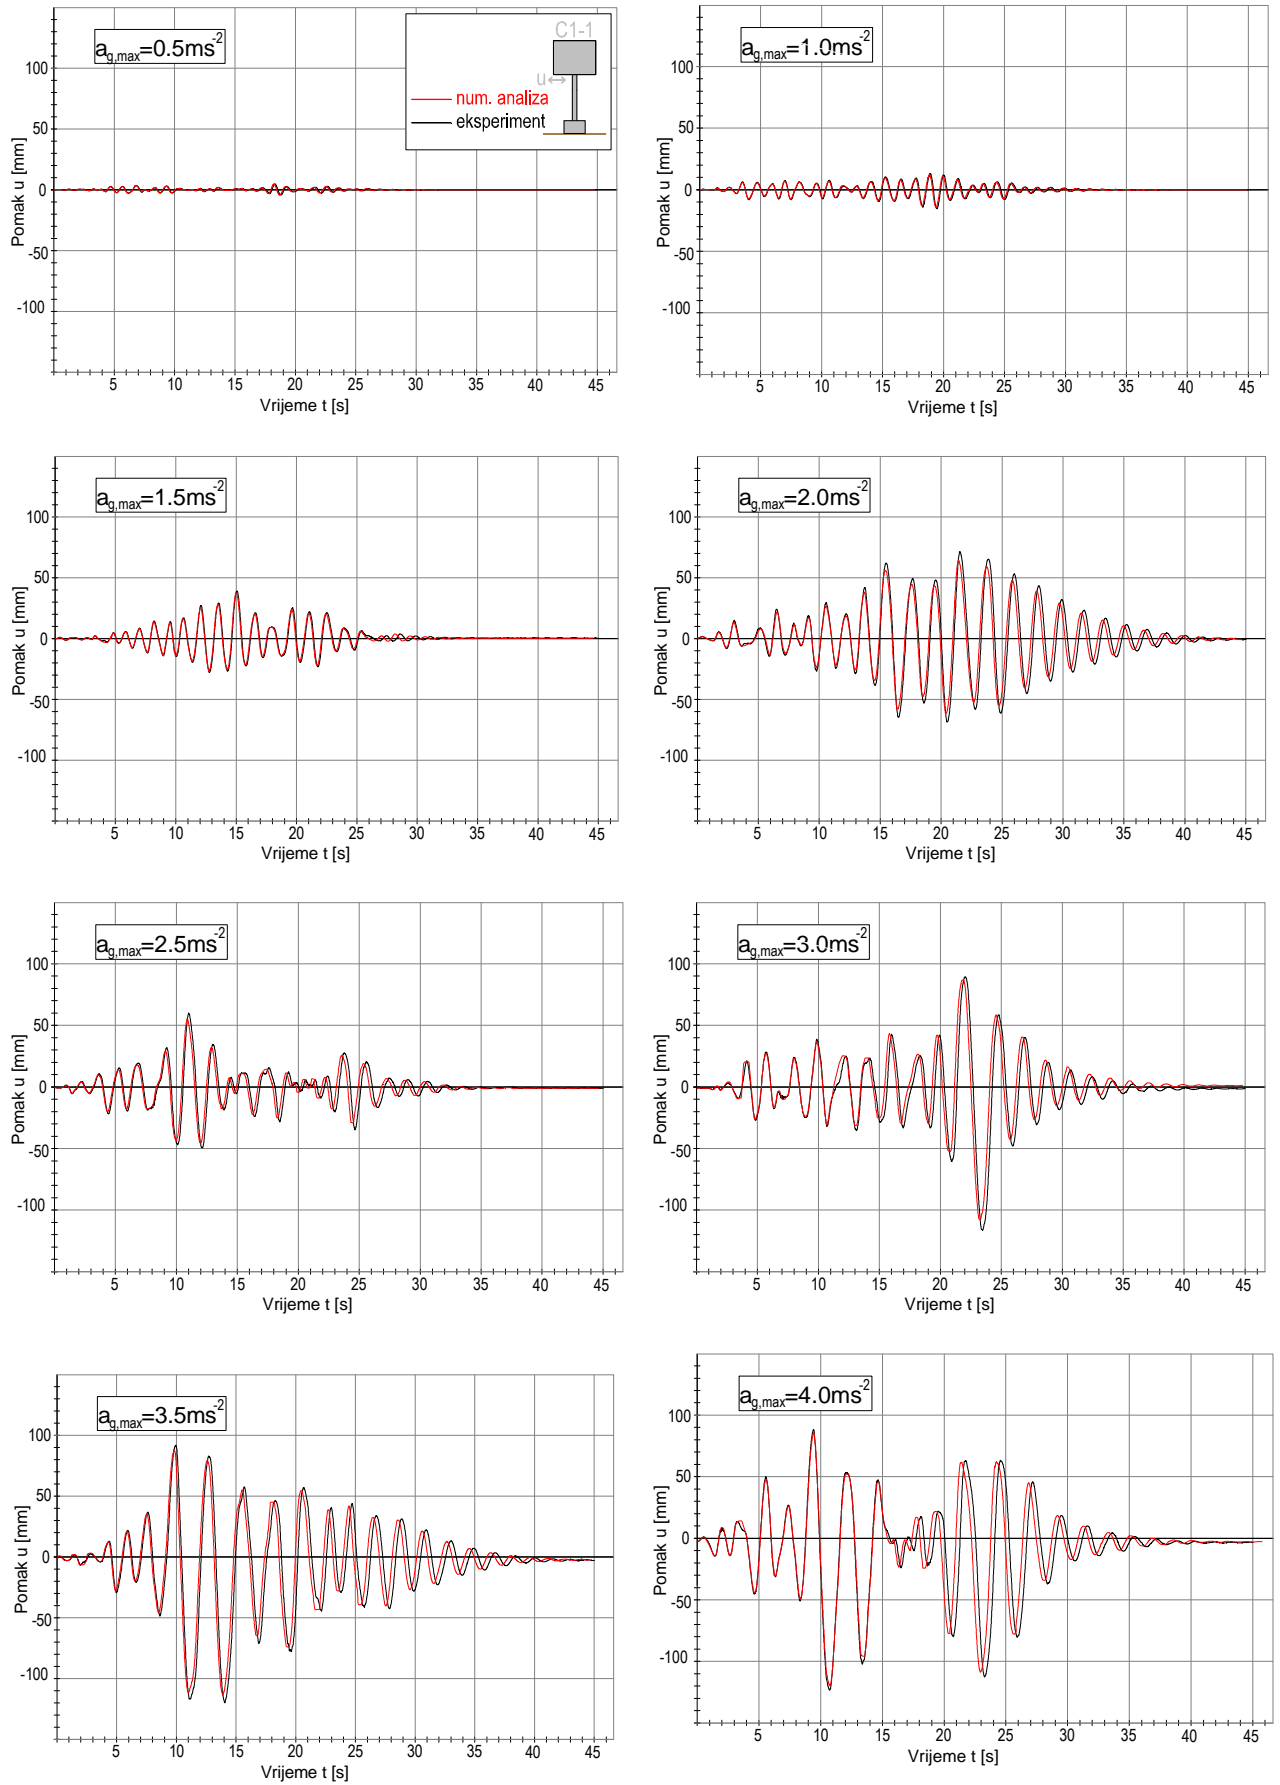 a_g,max=0.5ms^-2
C1-1
u
num. analiza
eksperiment
100
50
0
-50
-100
Pomak u [mm]
5 10 15 20 25 30 35 40 45
Vrijeme t [s]
a_g,max=1.0ms^-2
100
50
0
-50
-100
Pomak u [mm]
5 10 15 20 25 30 35 40 45
Vrijeme t [s]
a_g,max=1.5ms^-2
100
50
0
-50
-100
Pomak u [mm]
5 10 15 20 25 30 35 40 45
Vrijeme t [s]
a_g,max=2.0ms^-2
100
50
0
-50
-100
Pomak u [mm]
5 10 15 20 25 30 35 40 45
Vrijeme t [s]
a_g,max=2.5ms^-2
100
50
0
-50
-100
Pomak u [mm]
5 10 15 20 25 30 35 40 45
Vrijeme t [s]
a_g,max=3.0ms^-2
100
50
0
-50
-100
Pomak u [mm]
5 10 15 20 25 30 35 40 45
Vrijeme t [s]
a_g,max=3.5ms^-2
100
50
0
-50
-100
Pomak u [mm]
5 10 15 20 25 30 35 40 45
Vrijeme t [s]
a_g,max=4.0ms^-2
100
50
0
-50
-100
Pomak u [mm]
5 10 15 20 25 30 35 40 45
Vrijeme t [s]